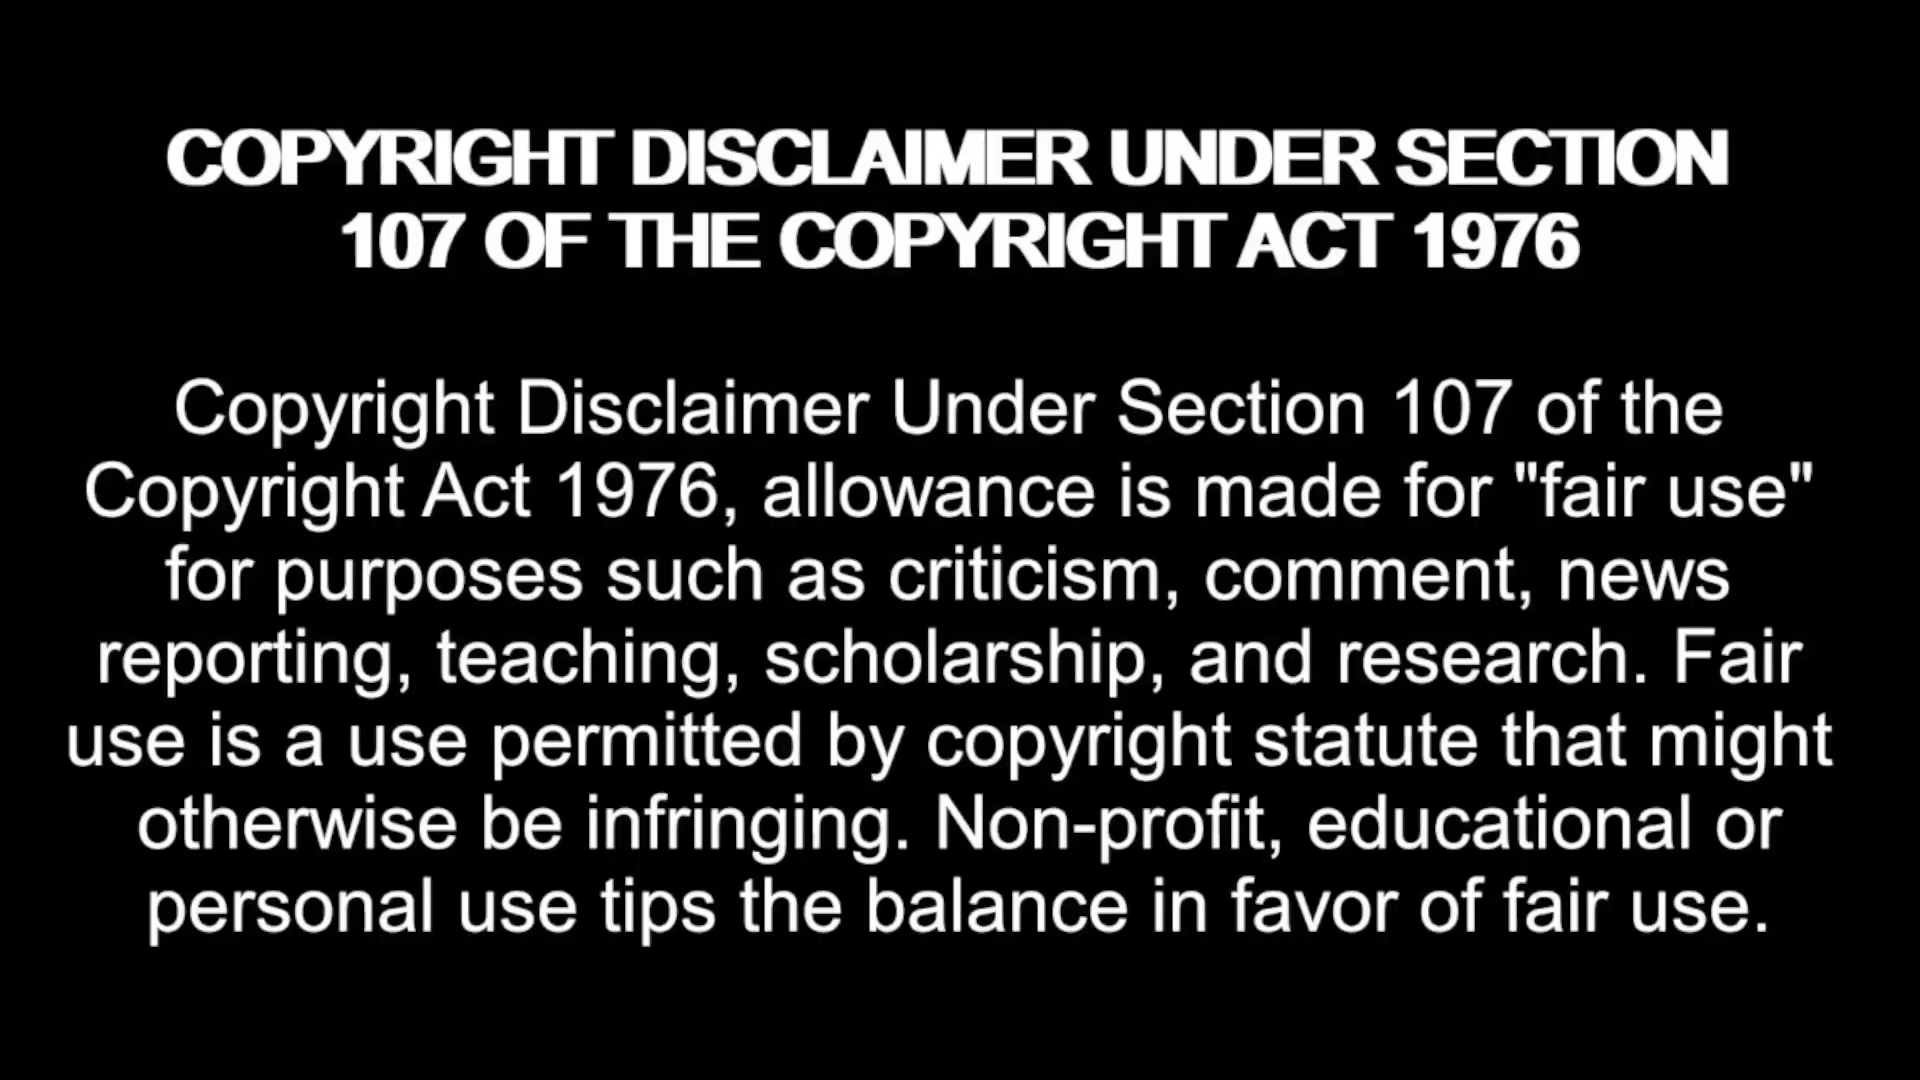 COPYRIGHT DISCLAIMER UNDER SECTION
107 OF THE COPYRIGHT ACT 1976
Copyright Disclaimer Under Section 107 of the
Copyright Act 1976, allowance is made for "fair use"
for purposes such as criticism, comment, news
reporting, teaching, scholarship, and research. Fair
use is a use permitted by copyright statute that might
otherwise be infringing. Non-profit, educational or
personal use tips the balance in favor of fair use.